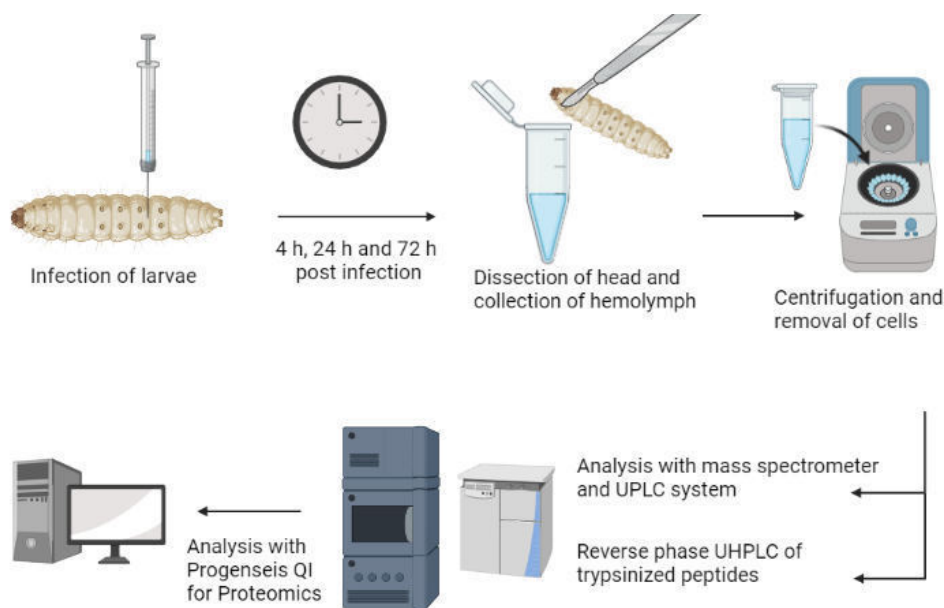 Infection of larvae
4 h, 24 h and 72 h
post infection
Dissection of head and
collection of hemolymph
Centrifugation and
removal of cells
Analysis with mass spectrometer
and UPLC system
Reverse phase UHPLC of
trypsinized peptides
Analysis with
Progenseis QI
for Proteomics